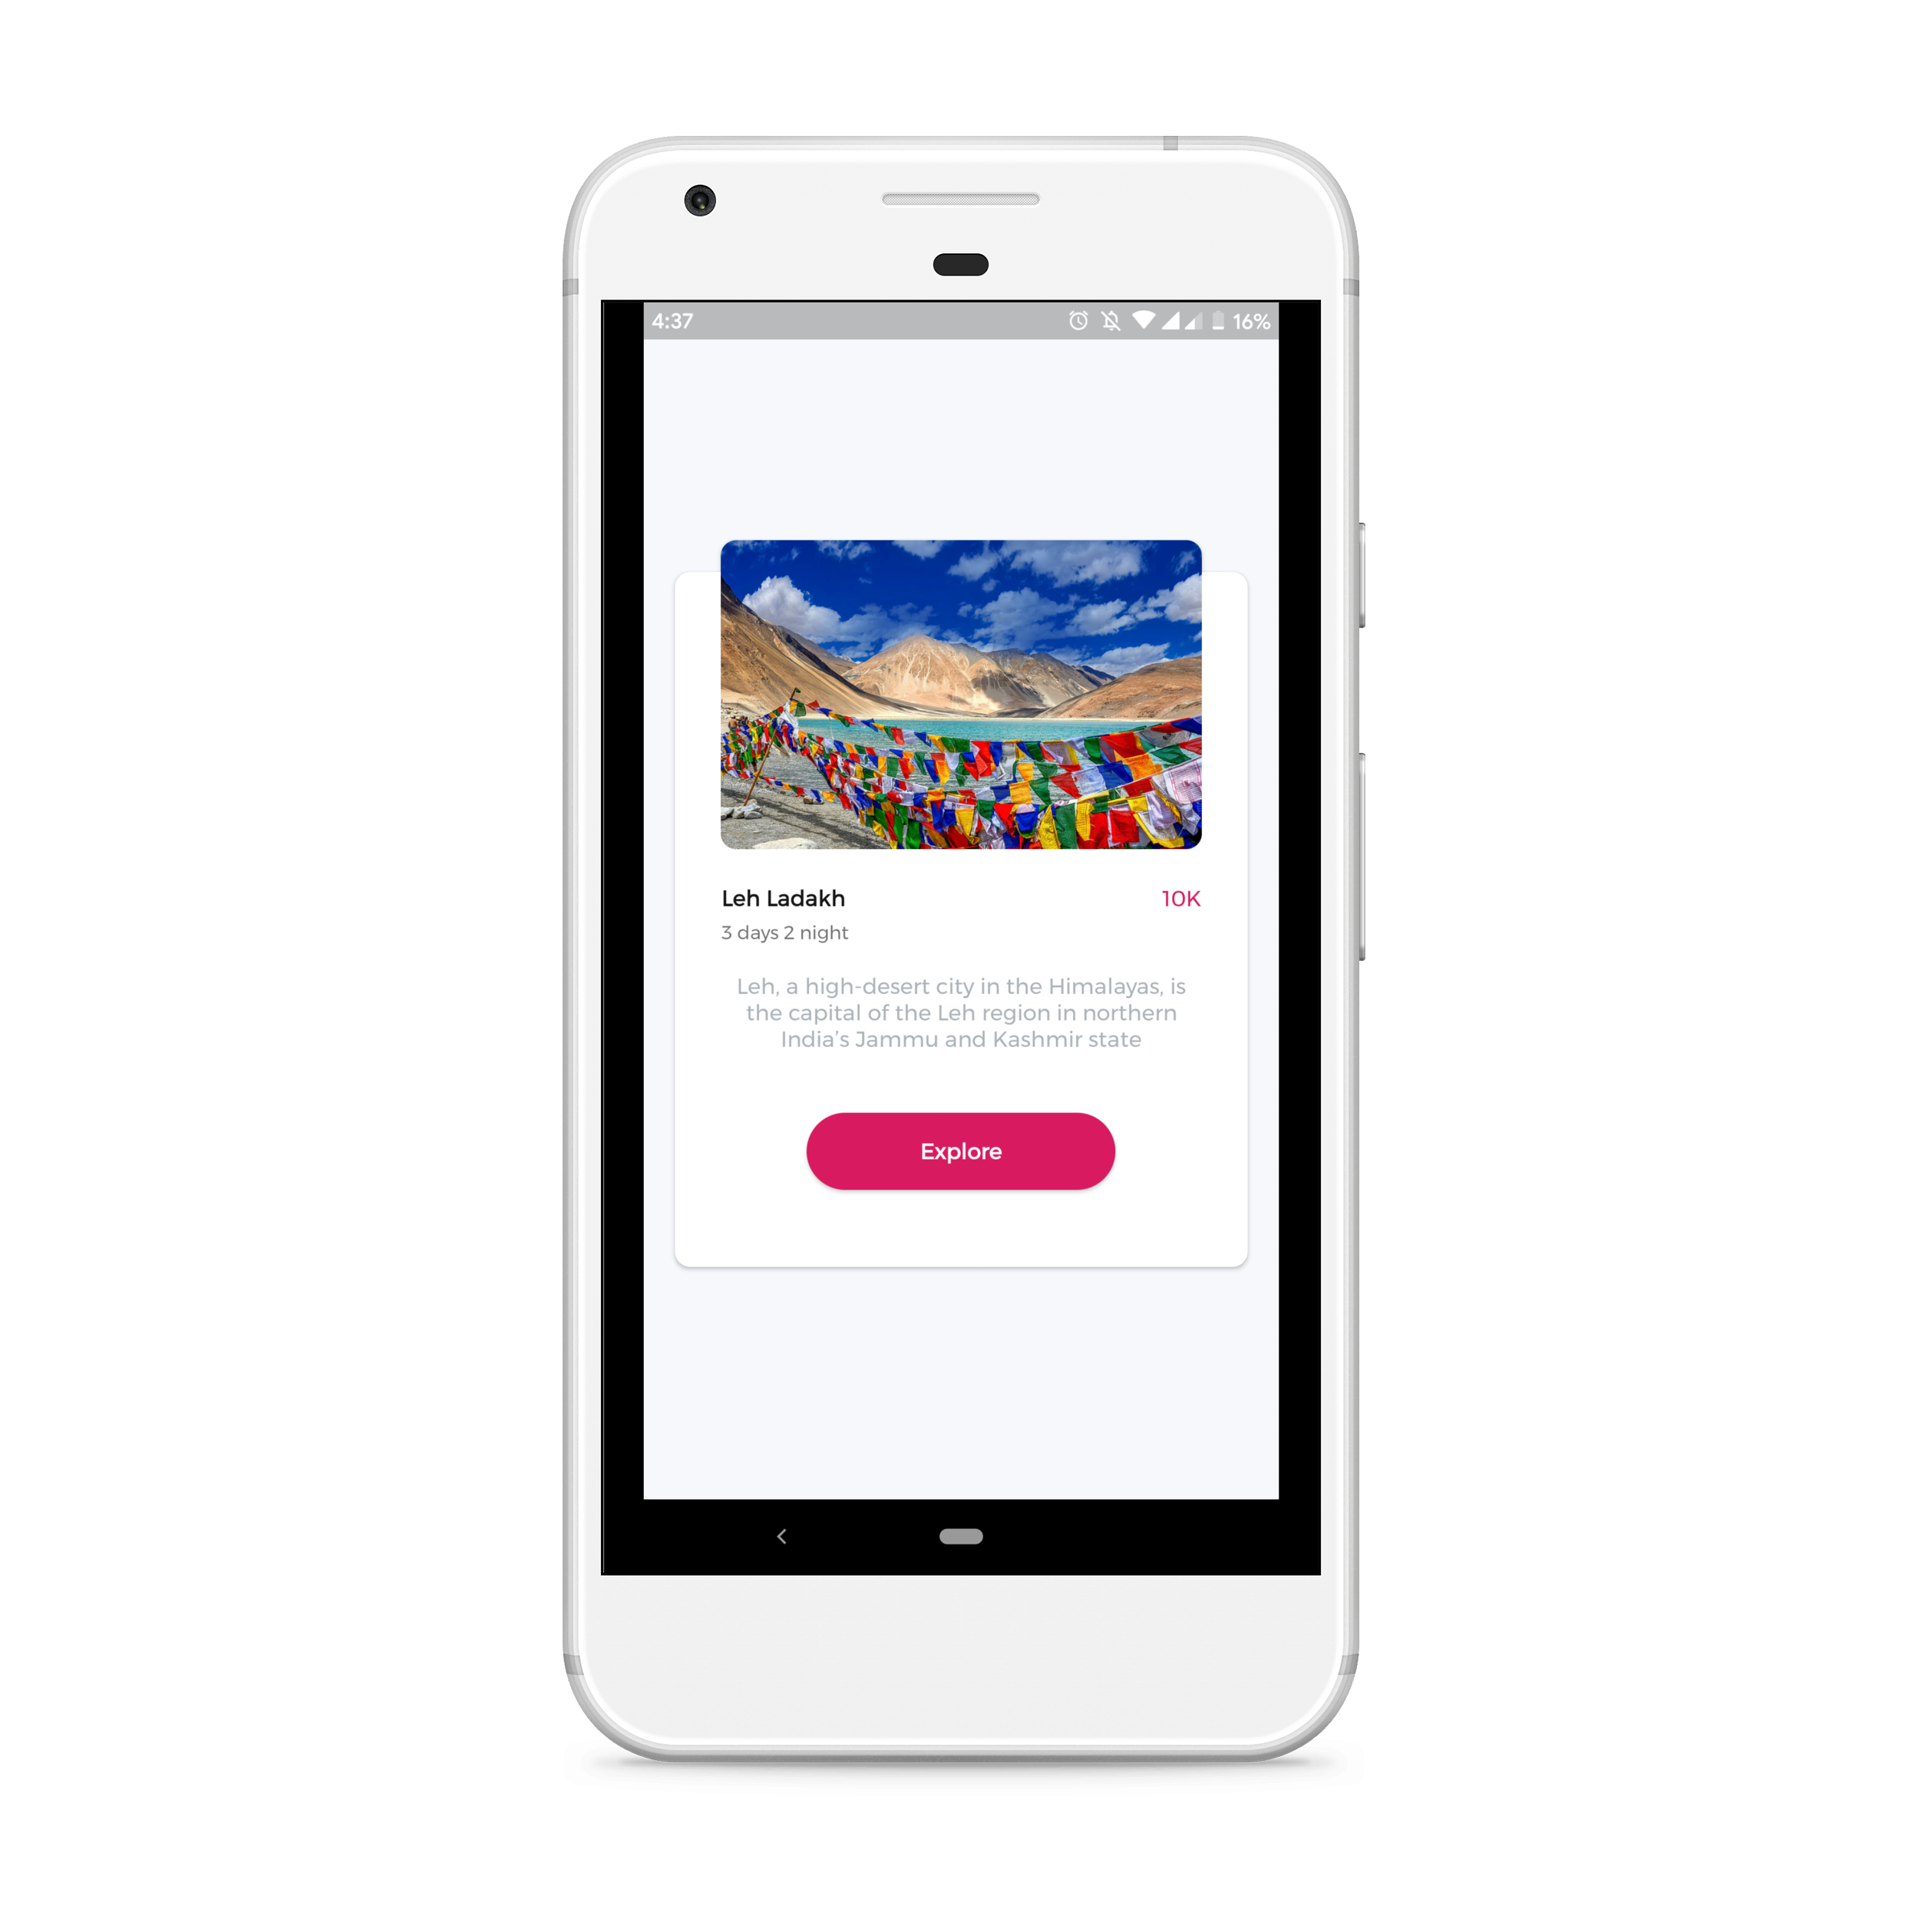 4:37 16%
Leh Ladakh 10K
3 days 2 night
Leh, a high-desert city in the Himalayas, is
the capital of the Leh region in northern
India’s Jammu and Kashmir state
Explore